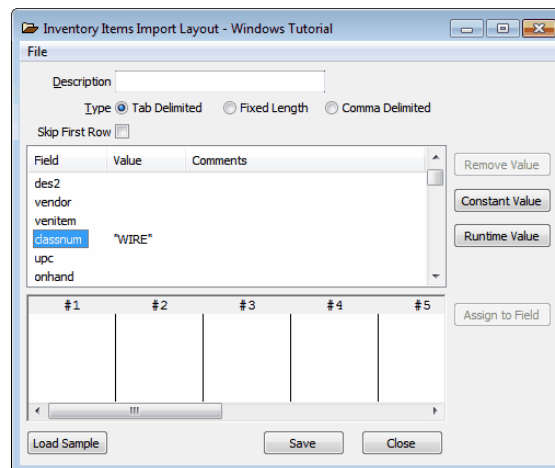 Inventory Items Import Layout - Windows Tutorial
File
Description
Type Tab Delimited Fixed Length Comma Delimited
Skip First Row
Field Value Comments
des2
vendor
venitem
classnum "WIRE"
upc
onhand
Remove Value
Constant Value
Runtime Value
#1 #2 #3 #4 #5
Assign to Field
Load Sample Save Close